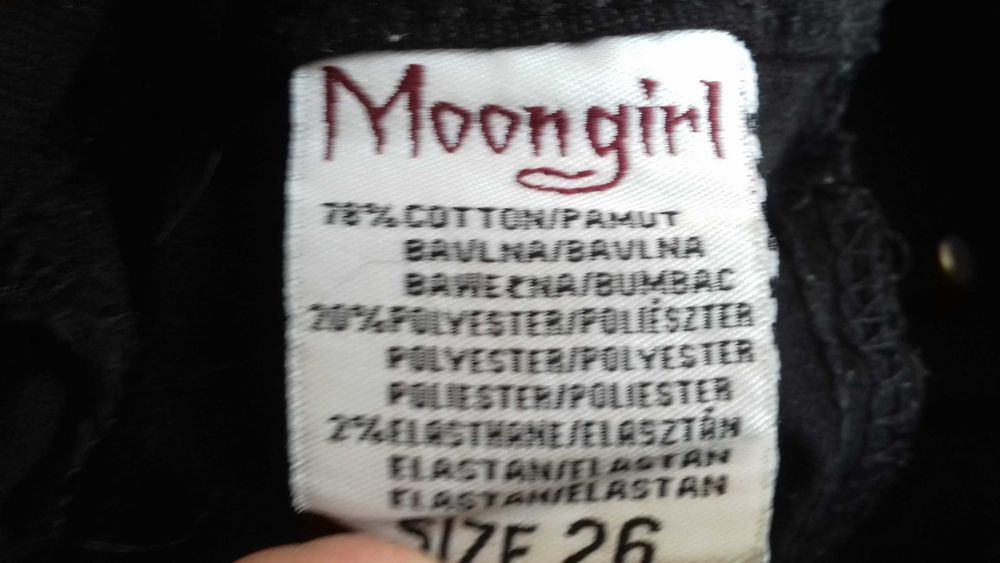 Moongirl
78% COTTON/PAMUT
BAVLNA/BAVLNA
BAWEŁNA/BUMBAC
20% POLYESTER/POLIÉSZTER
POLYESTER/POLYESTER
POLIESTER/POLIESTER
2% ELASTHANE/ELASZTÁN
ELASTAN/ELASTAN
ELASTAN/ELASTAN
SIZE 26